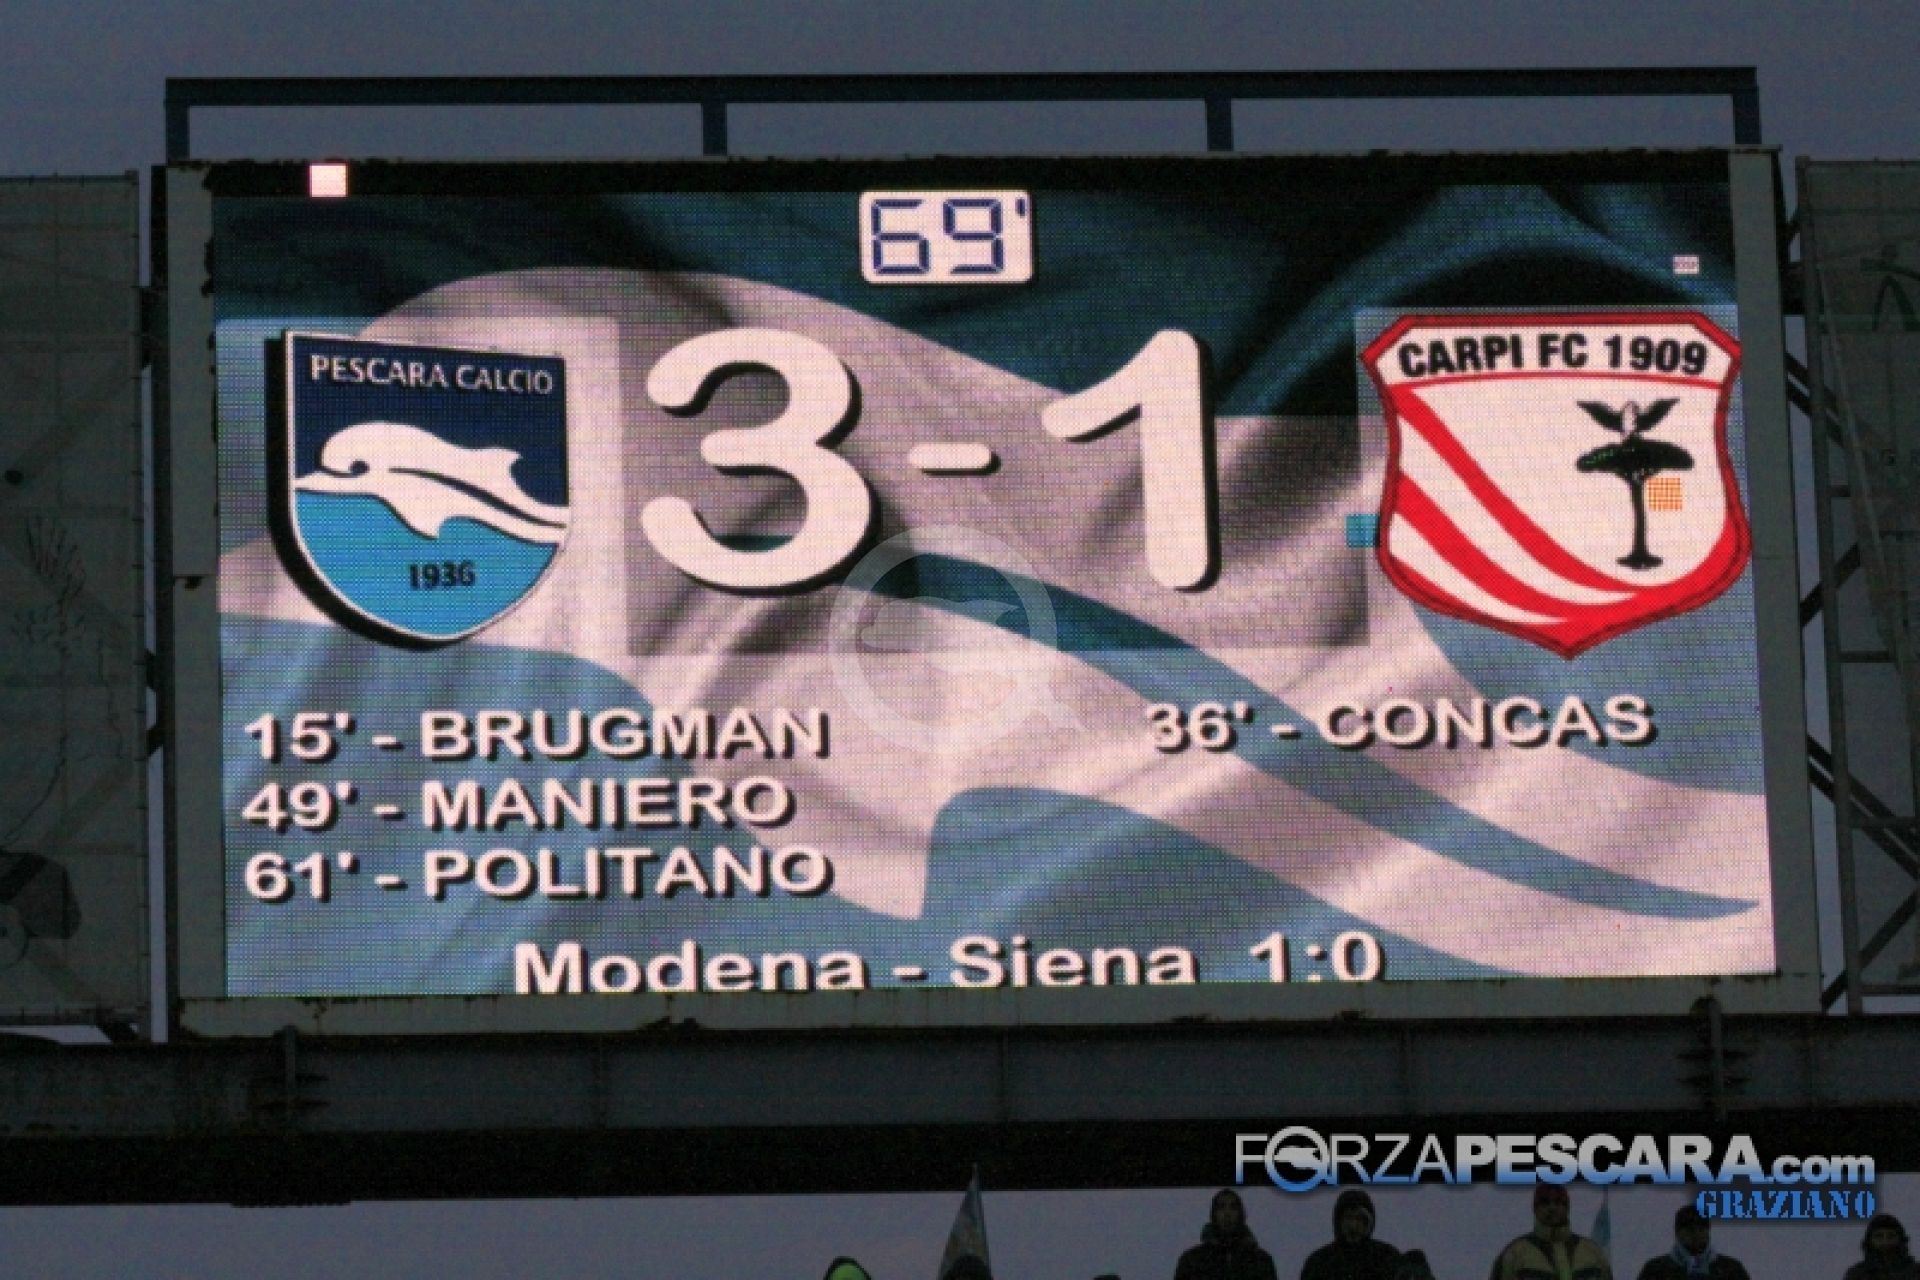 69'
PESCARA CALCIO
1936
3-1
CARPI FC 1909
15' - BRUGMAN
49' - MANIERO
61' - POLITANO
36' - CONCAS
Modena - Siena 1:0
FORZAPESCARA.com
GRAZIANO